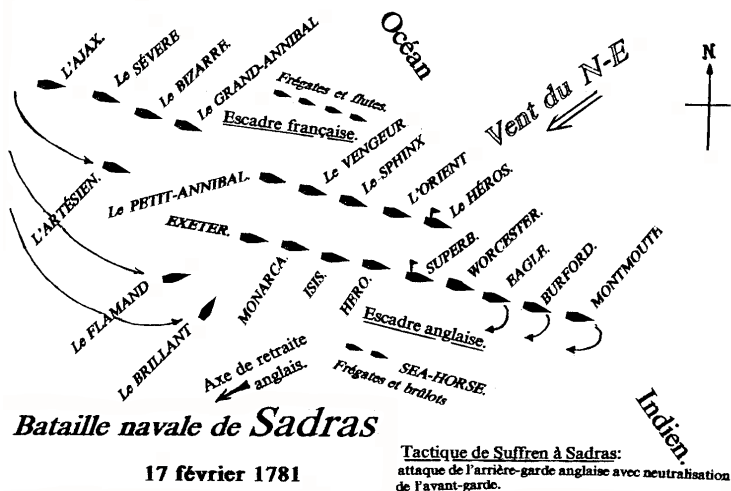 Océan
L'AJAX.
Le SÉVERE
Le BIZARRE.
Le GRAND-ANNIBAL
Frégates et flutes.
Escadre française.
Vent du N-E
N
L'ARTÉSIEN.
Le PETIT-ANNIBAL.
Le VENGEUR
Le SPHINX
L'ORIENT
Le HÉROS.
EXETER.
MONARCA.
ISIS.
HERO.
SUPERB.
WORCESTER.
EAGLE.
BURFORD.
MONTMOUTH
Le FLAMAND
Le BRILLANT
Escadre anglaise.
Axe de retraite
anglais.
SEA-HORSE.
Frégates et brûlots
Indien.
Bataille navale de Sadras
17 février 1781
Tactique de Suffren à Sadras:
attaque de l'arrière-garde anglaise avec neutralisation
de l'avant-garde.